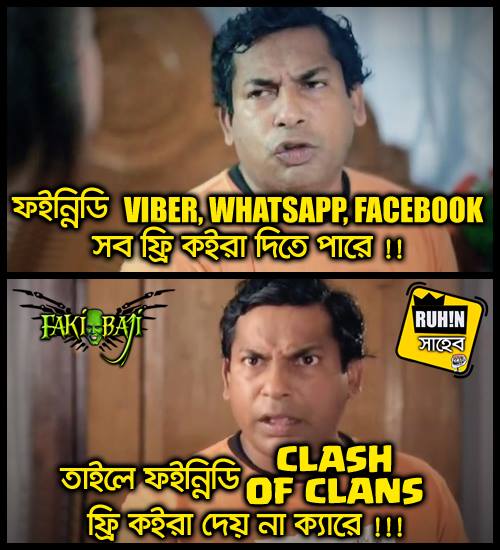 ফইন্নিডি VIBER, WHATSAPP, FACEBOOK
সব ফ্রি কইরা দিতে পারে !!
FAKIBAJI
RUH!N
সাহেব
তাইলে ফইন্নিডি CLASH OF CLANS
ফ্রি কইরা দেয় না ক্যারে !!!